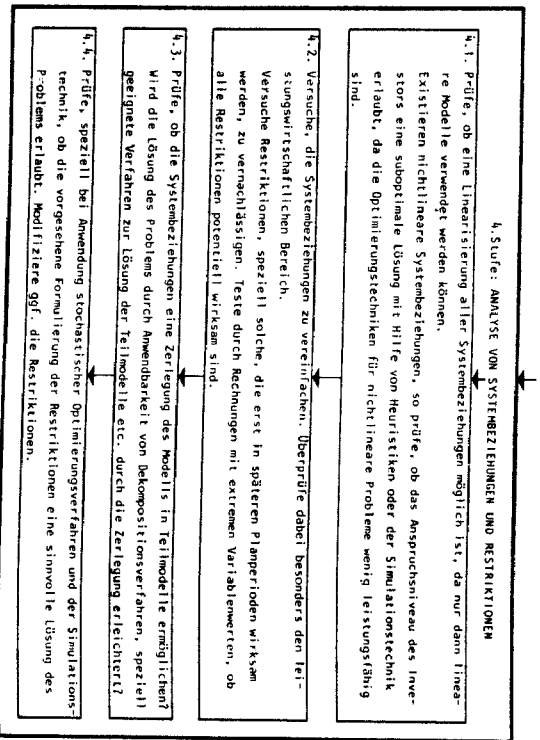 4.Stufe: ANALYSE VON SYSTEMBEZIEHUNGEN UND RESTRIKTIONEN
4.1. Prüfe, ob eine Linearisierung aller Systembeziehungen möglich ist, da nur dann linea-
re Modelle verwendet werden können.
Existieren nichtlineare Systembeziehungen, so prüfe, ob das Anspruchsniveau des Inve-
stors eine suboptimale Lösung mit Hilfe von Heuristiken oder der Simulationstechnik
erlaubt, da die Optimierungstechniken für nichtlineare Probleme wenig leistungsfähig
sind.
4.2. Versuche, die Systembeziehungen zu vereinfachen. Überprüfe dabei besonders den lei-
stungswirtschaftlichen Bereich.
Versuche Restriktionen, speziell solche, die erst in späteren Planperioden wirksam
werden, zu vernachlässigen. Teste durch Rechnungen mit extremen Variablenwerten, ob
alle Restriktionen potentiell wirksam sind.
4.3. Prüfe, ob die Systembeziehungen eine Zerlegung des Modells in Teilmodelle ermöglichen?
Wird die Lösung des Problems durch Anwendbarkeit von Dekompositionsverfahren, speziell
geeignete Verfahren zur Lösung der Teilmodelle etc. durch die Zerlegung erleichtert?
4.4. Prüfe, speziell bei Anwendung stochastischer Optimierungsverfahren und der Simulations-
technik, ob die vorgesehene Formulierung der Restriktionen eine sinnvolle Lösung des
Problems erlaubt. Modifiziere ggf. die Restriktionen.